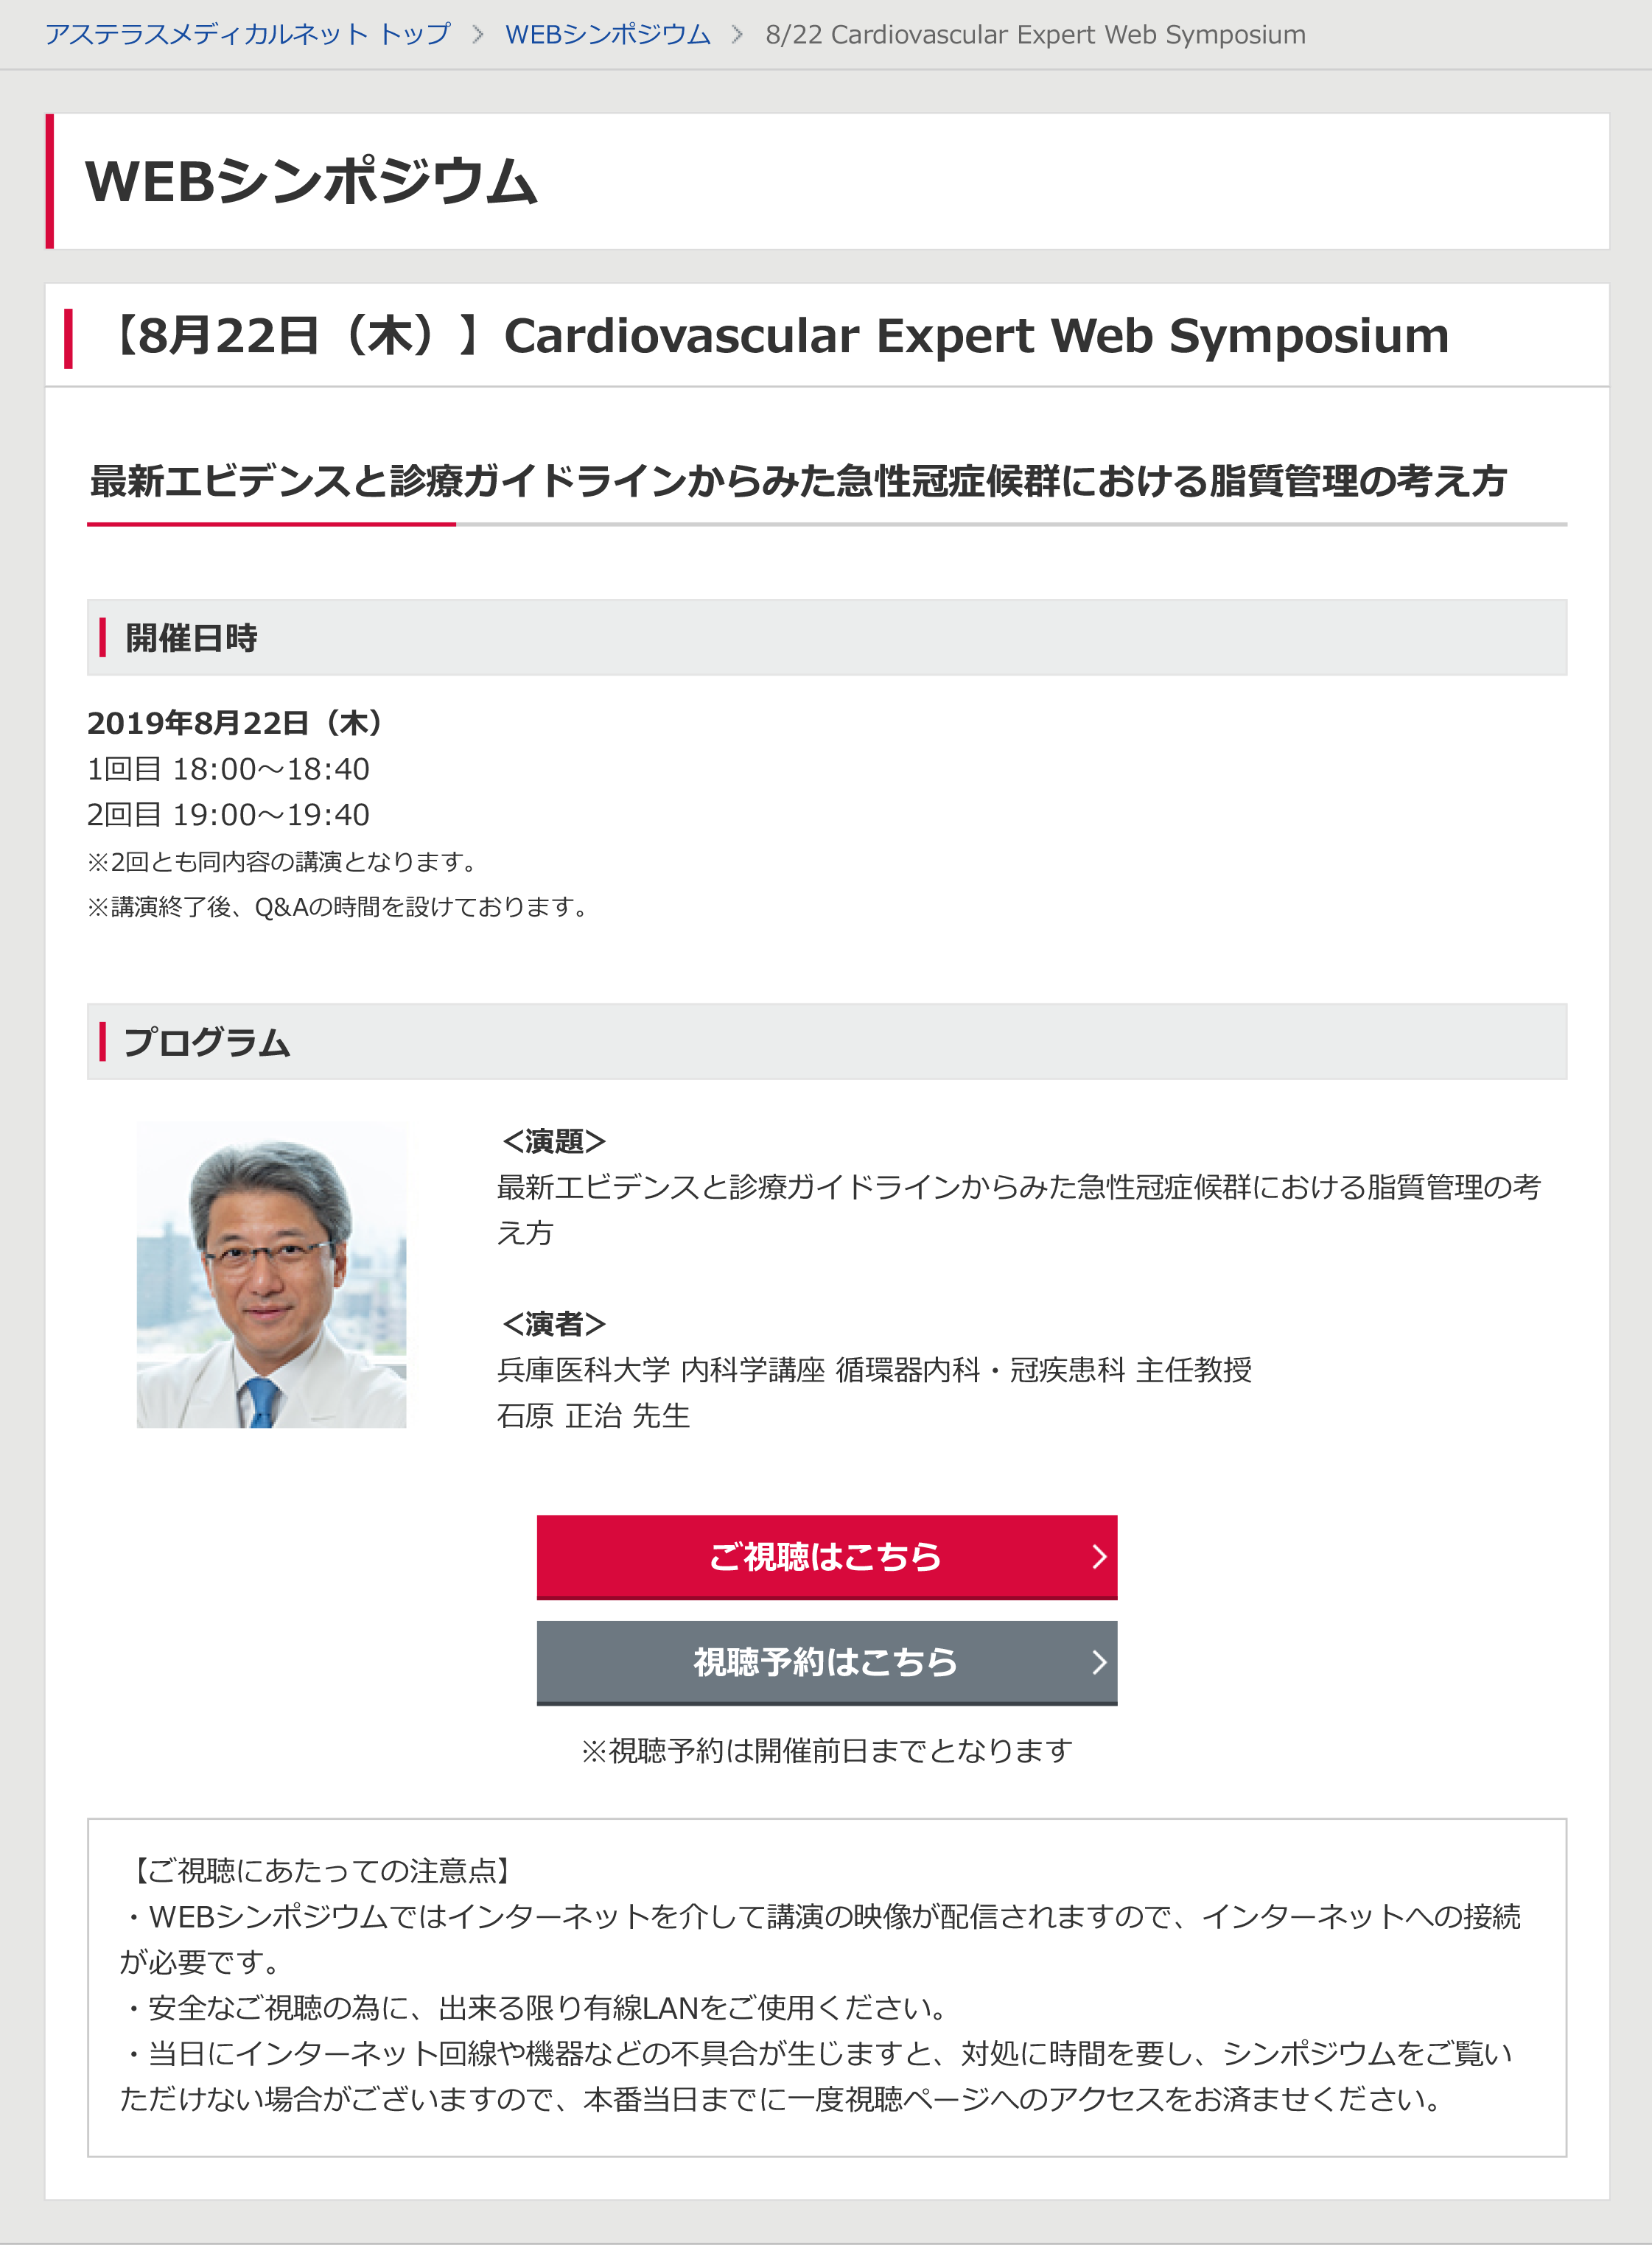 アステラスメディカルネット トップ > WEBシンポジウム > 8/22 Cardiovascular Expert Web Symposium
WEBシンポジウム
【8月22日（木）】Cardiovascular Expert Web Symposium
最新エビデンスと診療ガイドラインからみた急性冠症候群における脂質管理の考え方
開催日時
2019年8月22日（木）
1回目 18:00～18:40
2回目 19:00～19:40
※2回とも同内容の講演となります。
※講演終了後、Q&Aの時間を設けております。
プログラム
＜演題＞
最新エビデンスと診療ガイドラインからみた急性冠症候群における脂質管理の考
え方
＜演者＞
兵庫医科大学 内科学講座 循環器内科・冠疾患科 主任教授
石原 正治 先生
ご視聴はこちら
視聴予約はこちら
※視聴予約は開催前日までとなります
【ご視聴にあたっての注意点】
・WEBシンポジウムではインターネットを介して講演の映像が配信されますので、インターネットへの接続
が必要です。
・安全なご視聴の為に、出来る限り有線LANをご使用ください。
・当日にインターネット回線や機器などの不具合が生じますと、対処に時間を要し、シンポジウムをご覧い
ただけない場合がございますので、本番当日までに一度視聴ページへのアクセスをお済ませください。